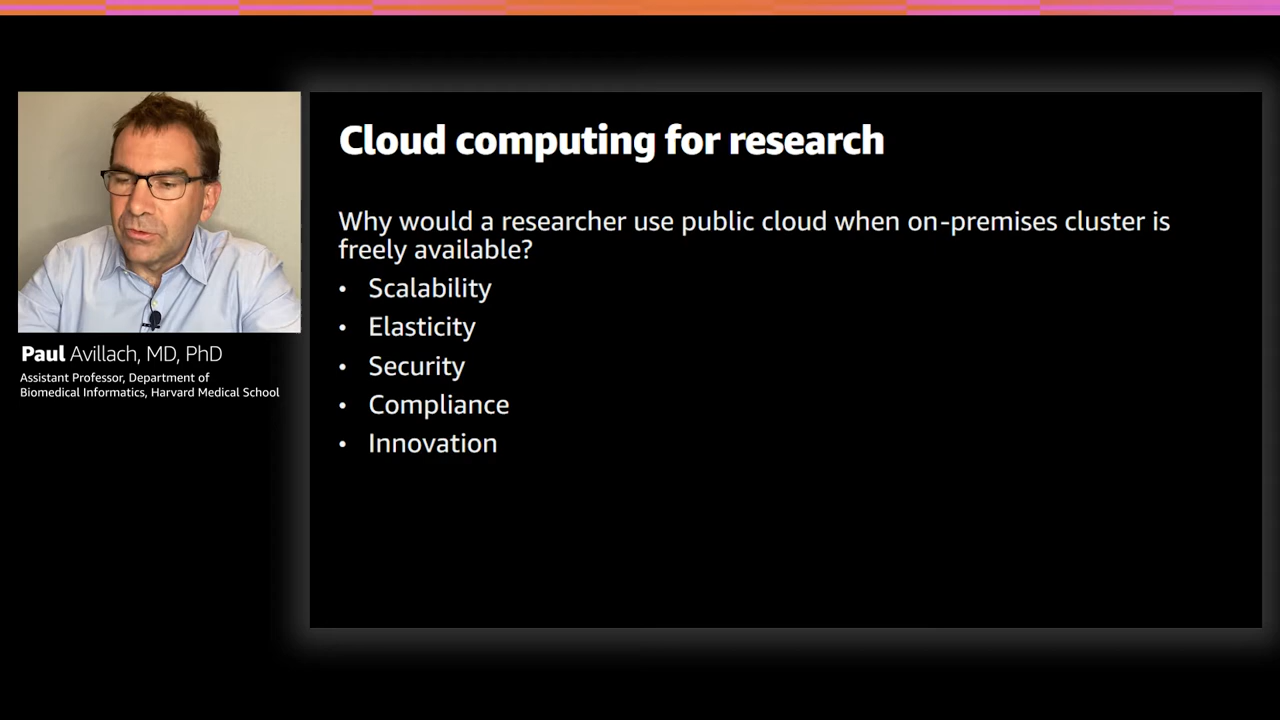 Cloud computing for research
Why would a researcher use public cloud when on-premises cluster is
freely available?
• Scalability
• Elasticity
• Security
• Compliance
• Innovation
Paul Avillach, MD, PhD
Assistant Professor, Department of
Biomedical Informatics, Harvard Medical School